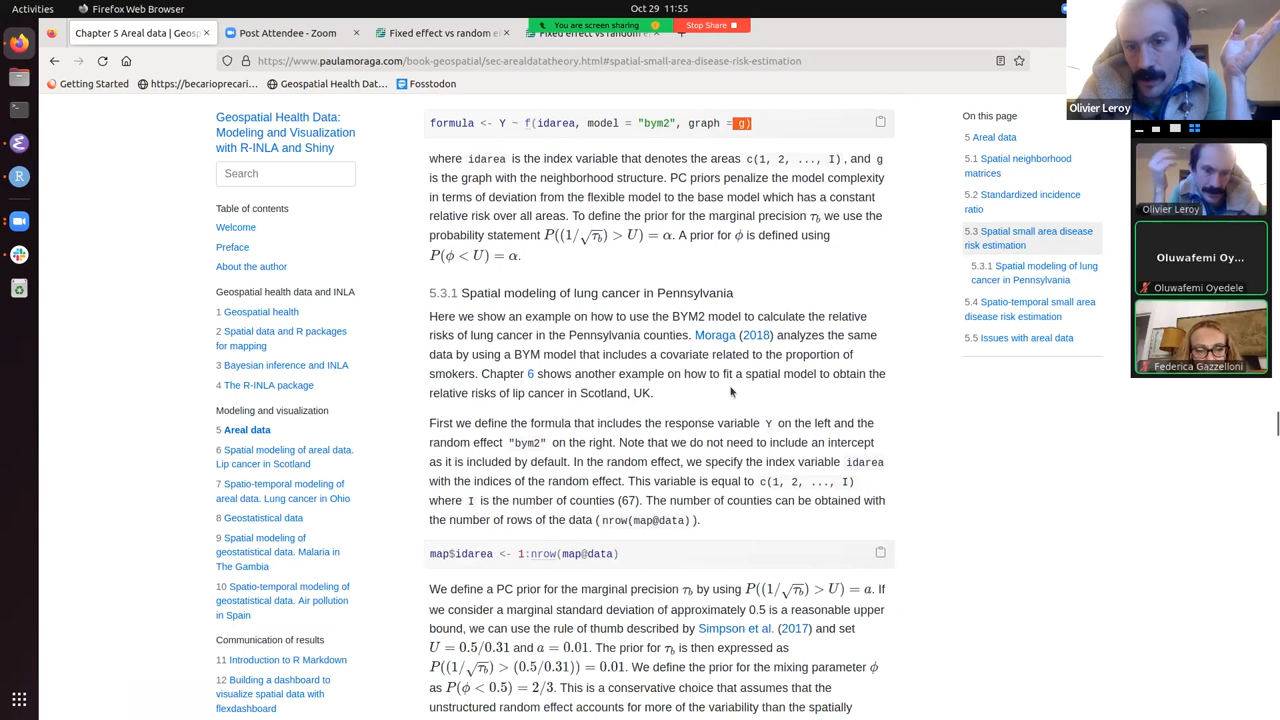 Activities
Firefox Web Browser
Oct 29 11:55
You are screen sharing
Stop Share
Chapter 5 Areal data | Geos
Post Attendee - Zoom
Fixed effect vs random e
Fixed effect vs random e
https://www.paulamoraga.com/book-geospatial/sec-arealdatatheory.html#spatial-small-area-disease-risk-estimation
Getting Started
https://becarioprecari...
Geospatial Health Dat...
Fosstodon
Geospatial Health Data:
Modeling and Visualization
with R-INLA and Shiny
Search
Table of contents
Welcome
Preface
About the author
Geospatial health data and INLA
1 Geospatial health
2 Spatial data and R packages
for mapping
3 Bayesian inference and INLA
4 The R-INLA package
Modeling and visualization
5 Areal data
6 Spatial modeling of areal data.
Lip cancer in Scotland
7 Spatio-temporal modeling of
areal data. Lung cancer in Ohio
8 Geostatistical data
9 Spatial modeling of
geostatistical data. Malaria in
The Gambia
10 Spatio-temporal modeling of
geostatistical data. Air pollution
in Spain
Communication of results
11 Introduction to R Markdown
12 Building a dashboard to
visualize spatial data with
flexdashboard
formula <- Y ~ f(idarea, model = "bym2", graph = g)
where idarea is the index variable that denotes the areas c(1, 2, ..., I), and g
is the graph with the neighborhood structure. PC priors penalize the model complexity
in terms of deviation from the flexible model to the base model which has a constant
relative risk over all areas. To define the prior for the marginal precision τb we use the
probability statement P((1/√τb) > U) = α. A prior for ϕ is defined using
P(ϕ < U) = α.
5.3.1 Spatial modeling of lung cancer in Pennsylvania
Here we show an example on how to use the BYM2 model to calculate the relative
risks of lung cancer in the Pennsylvania counties. Moraga (2018) analyzes the same
data by using a BYM model that includes a covariate related to the proportion of
smokers. Chapter 6 shows another example on how to fit a spatial model to obtain the
relative risks of lip cancer in Scotland, UK.
First we define the formula that includes the response variable Y on the left and the
random effect "bym2" on the right. Note that we do not need to include an intercept
as it is included by default. In the random effect, we specify the index variable idarea
with the indices of the random effect. This variable is equal to c(1, 2, ..., I)
where I is the number of counties (67). The number of counties can be obtained with
the number of rows of the data (nrow(map@data)).
map$idarea <- 1:nrow(map@data)
We define a PC prior for the marginal precision τb by using P((1/√τb) > U) = a. If
we consider a marginal standard deviation of approximately 0.5 is a reasonable upper
bound, we can use the rule of thumb described by Simpson et al. (2017) and set
U = 0.5/0.31 and a = 0.01. The prior for τb is then expressed as
P((1/√τb) > (0.5/0.31)) = 0.01. We define the prior for the mixing parameter ϕ
as P(ϕ < 0.5) = 2/3. This is a conservative choice that assumes that the
unstructured random effect accounts for more of the variability than the spatially
On this page
5 Areal data
5.1 Spatial neighborhood
matrices
5.2 Standardized incidence
ratio
5.3 Spatial small area disease
risk estimation
5.3.1 Spatial modeling of lung
cancer in Pennsylvania
5.4 Spatio-temporal small area
disease risk estimation
5.5 Issues with areal data
Olivier Leroy
Olivier Leroy
Oluwafemi Oy...
Oluwafemi Oyedele
Federica Gazzelloni